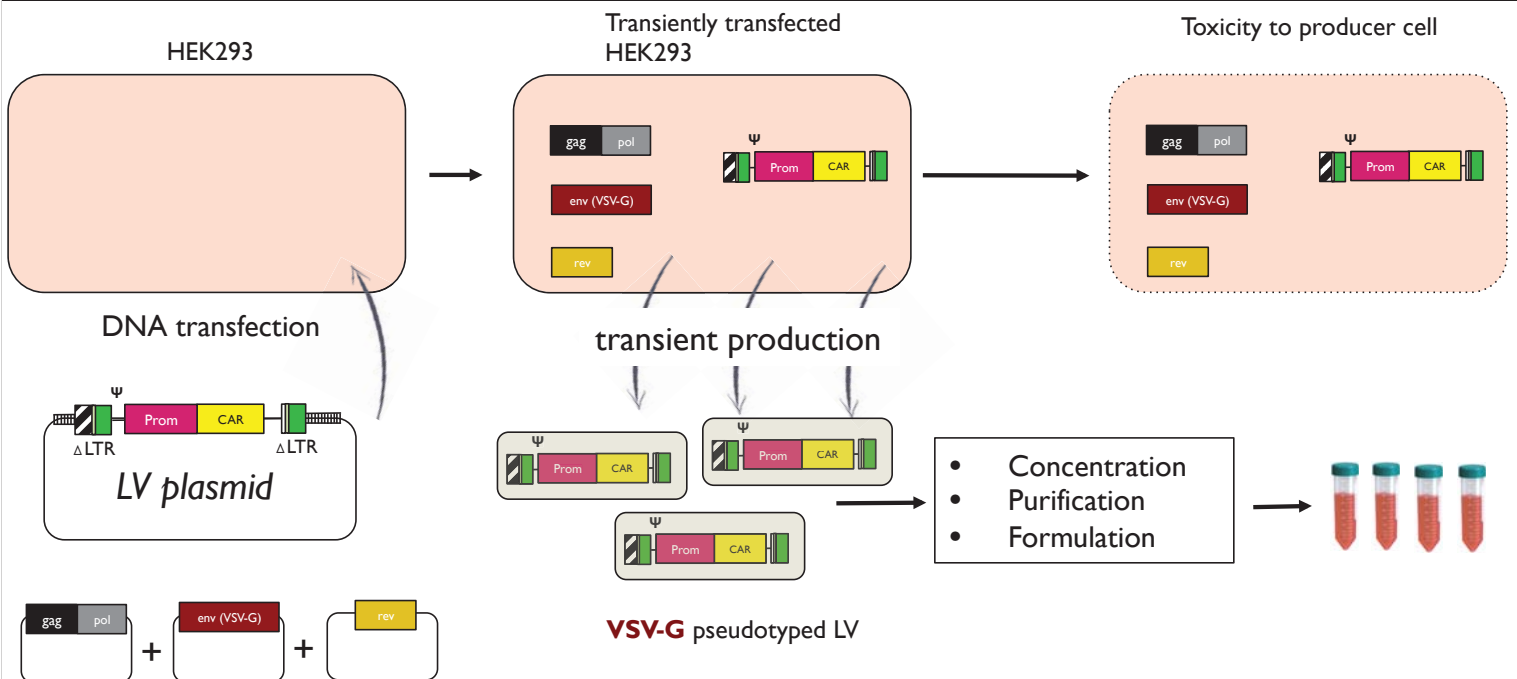 HEK293
Transiently transfected
HEK293
Toxicity to producer cell
gag pol
Ψ
Prom CAR
env (VSV-G)
rev
gag pol
Ψ
Prom CAR
env (VSV-G)
rev
DNA transfection
transient production
Ψ
Prom CAR
ΔLTR ΔLTR
LV plasmid
Ψ
Prom CAR
Ψ
Prom CAR
Ψ
Prom CAR
• Concentration
• Purification
• Formulation
gag pol + env (VSV-G) + rev
VSV-G pseudotyped LV